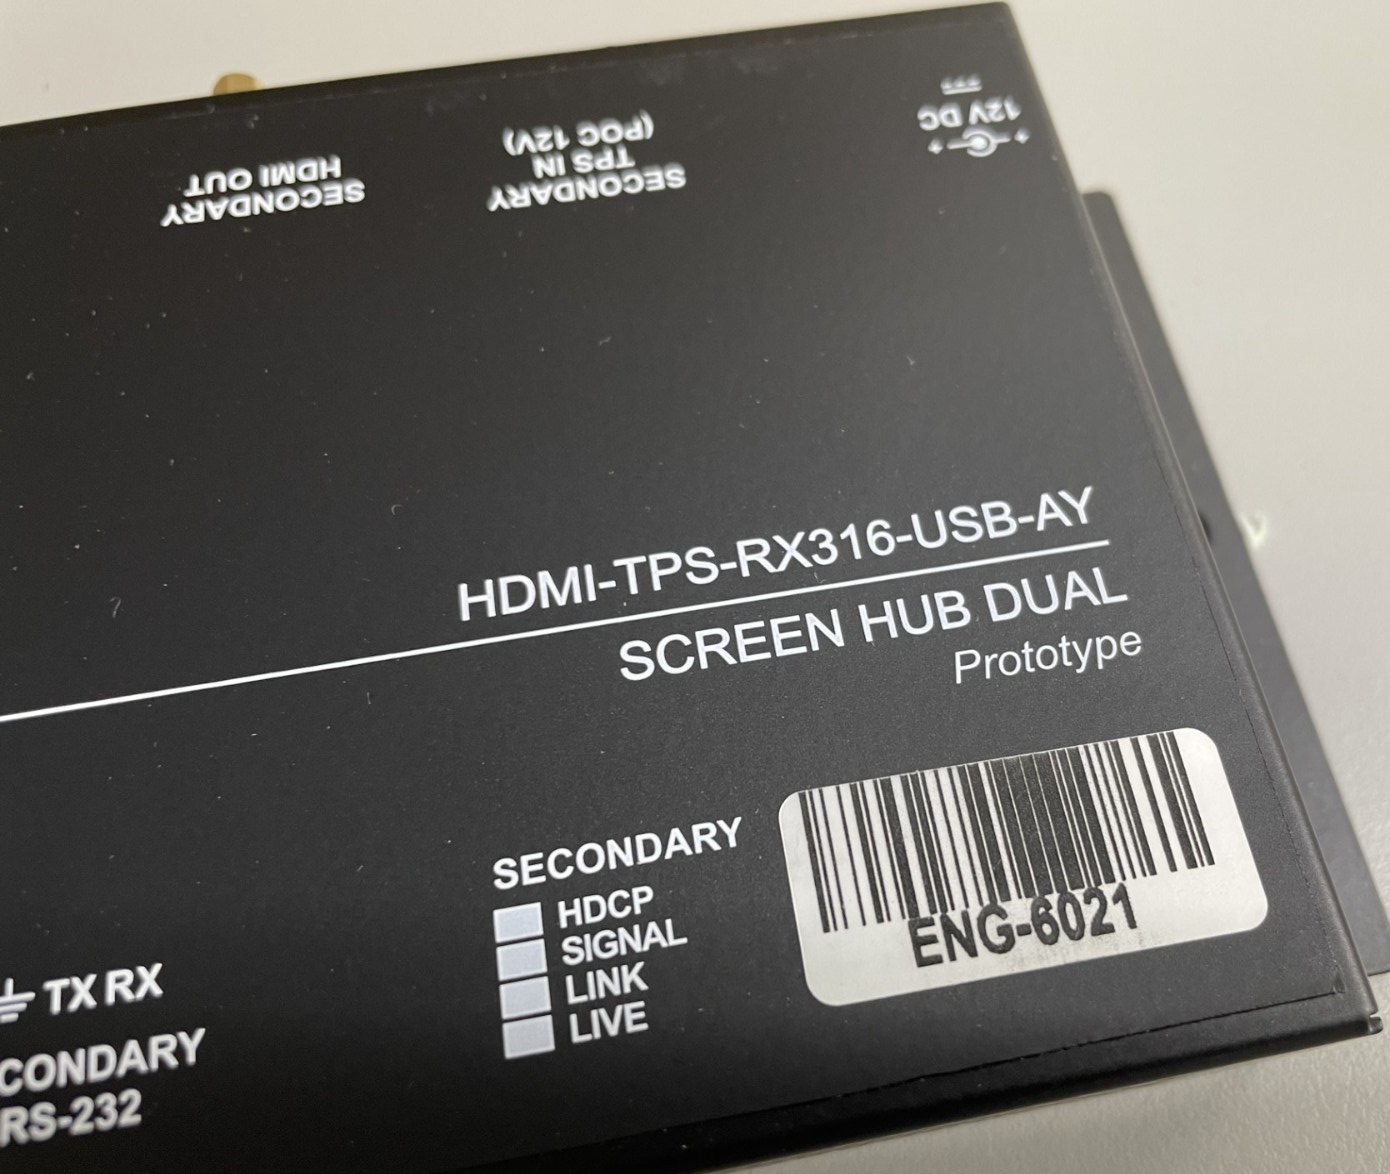 SECONDARY
HDMI OUT
SECONDARY
TPS IN
(POC 12V)
12V DC
HDMI-TPS-RX316-USB-AY
SCREEN HUB DUAL
Prototype
SECONDARY
HDCP
SIGNAL
LINK
LIVE
ENG-6021
TX RX
CONDARY
RS-232